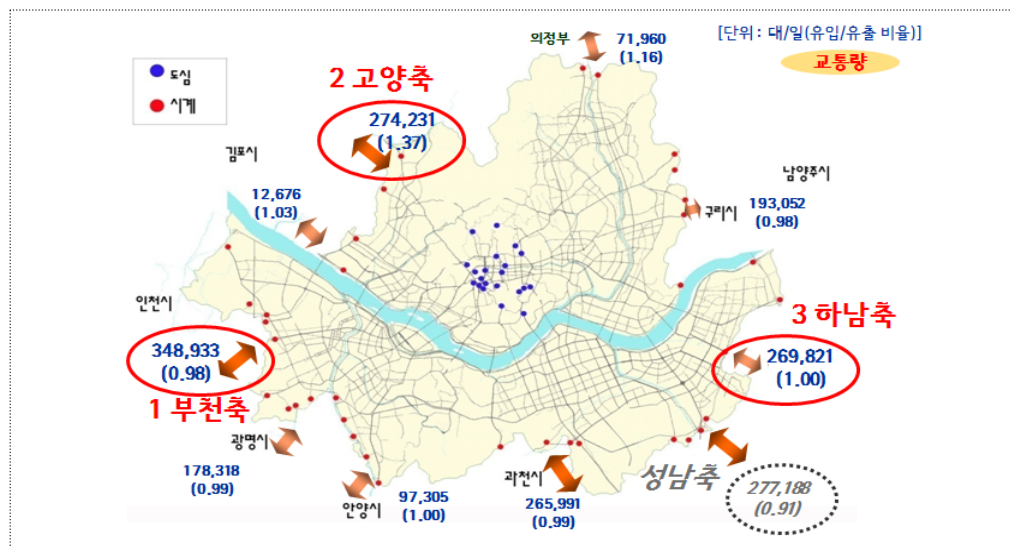 의정부
71,960
(1.16)
[단위 : 대/일(유입/유출 비율)]
교통량
도심
시계
2 고양축
274,231
(1.37)
김포시
12,676
(1.03)
남양주시
구리시
193,052
(0.98)
인천시
348,933
(0.98)
1 부천축
3 하남축
269,821
(1.00)
광명시
178,318
(0.99)
안양시
97,305
(1.00)
과천시
265,991
(0.99)
성남축
277,188
(0.91)